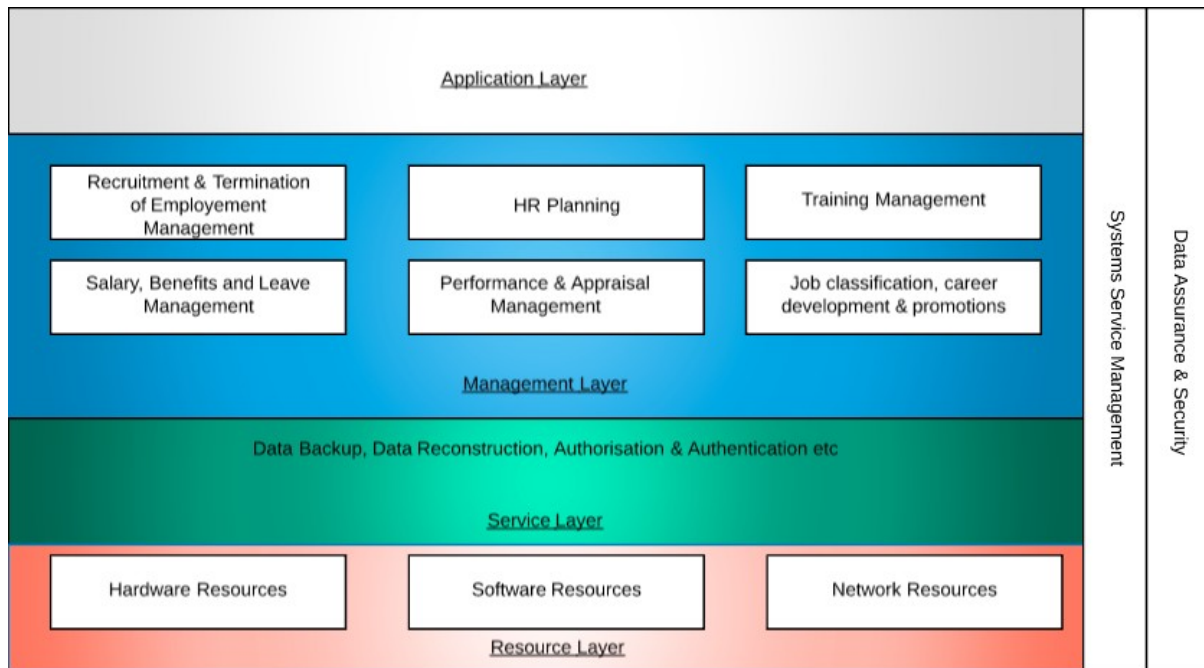 Application Layer
Recruitment & Termination
of Employement
Management
HR Planning
Training Management
Salary, Benefits and Leave
Management
Performance & Appraisal
Management
Job classification, career
development & promotions
Management Layer
Data Backup, Data Reconstruction, Authorisation & Authentication etc
Service Layer
Hardware Resources
Software Resources
Network Resources
Resource Layer
Systems Service Management
Data Assurance & Security